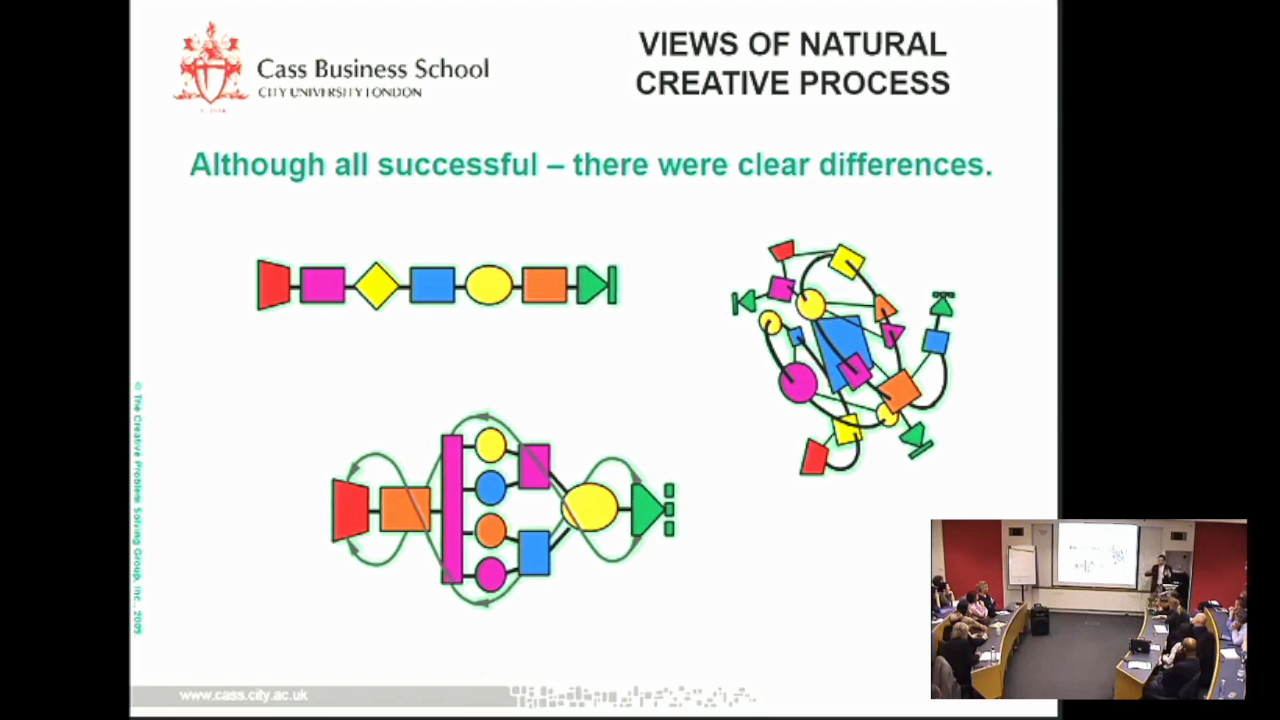 Cass Business School
CITY UNIVERSITY LONDON
VIEWS OF NATURAL
CREATIVE PROCESS
Although all successful – there were clear differences.
© The Creative Problem Solving Group, Inc., 2009
www.cass.city.ac.uk